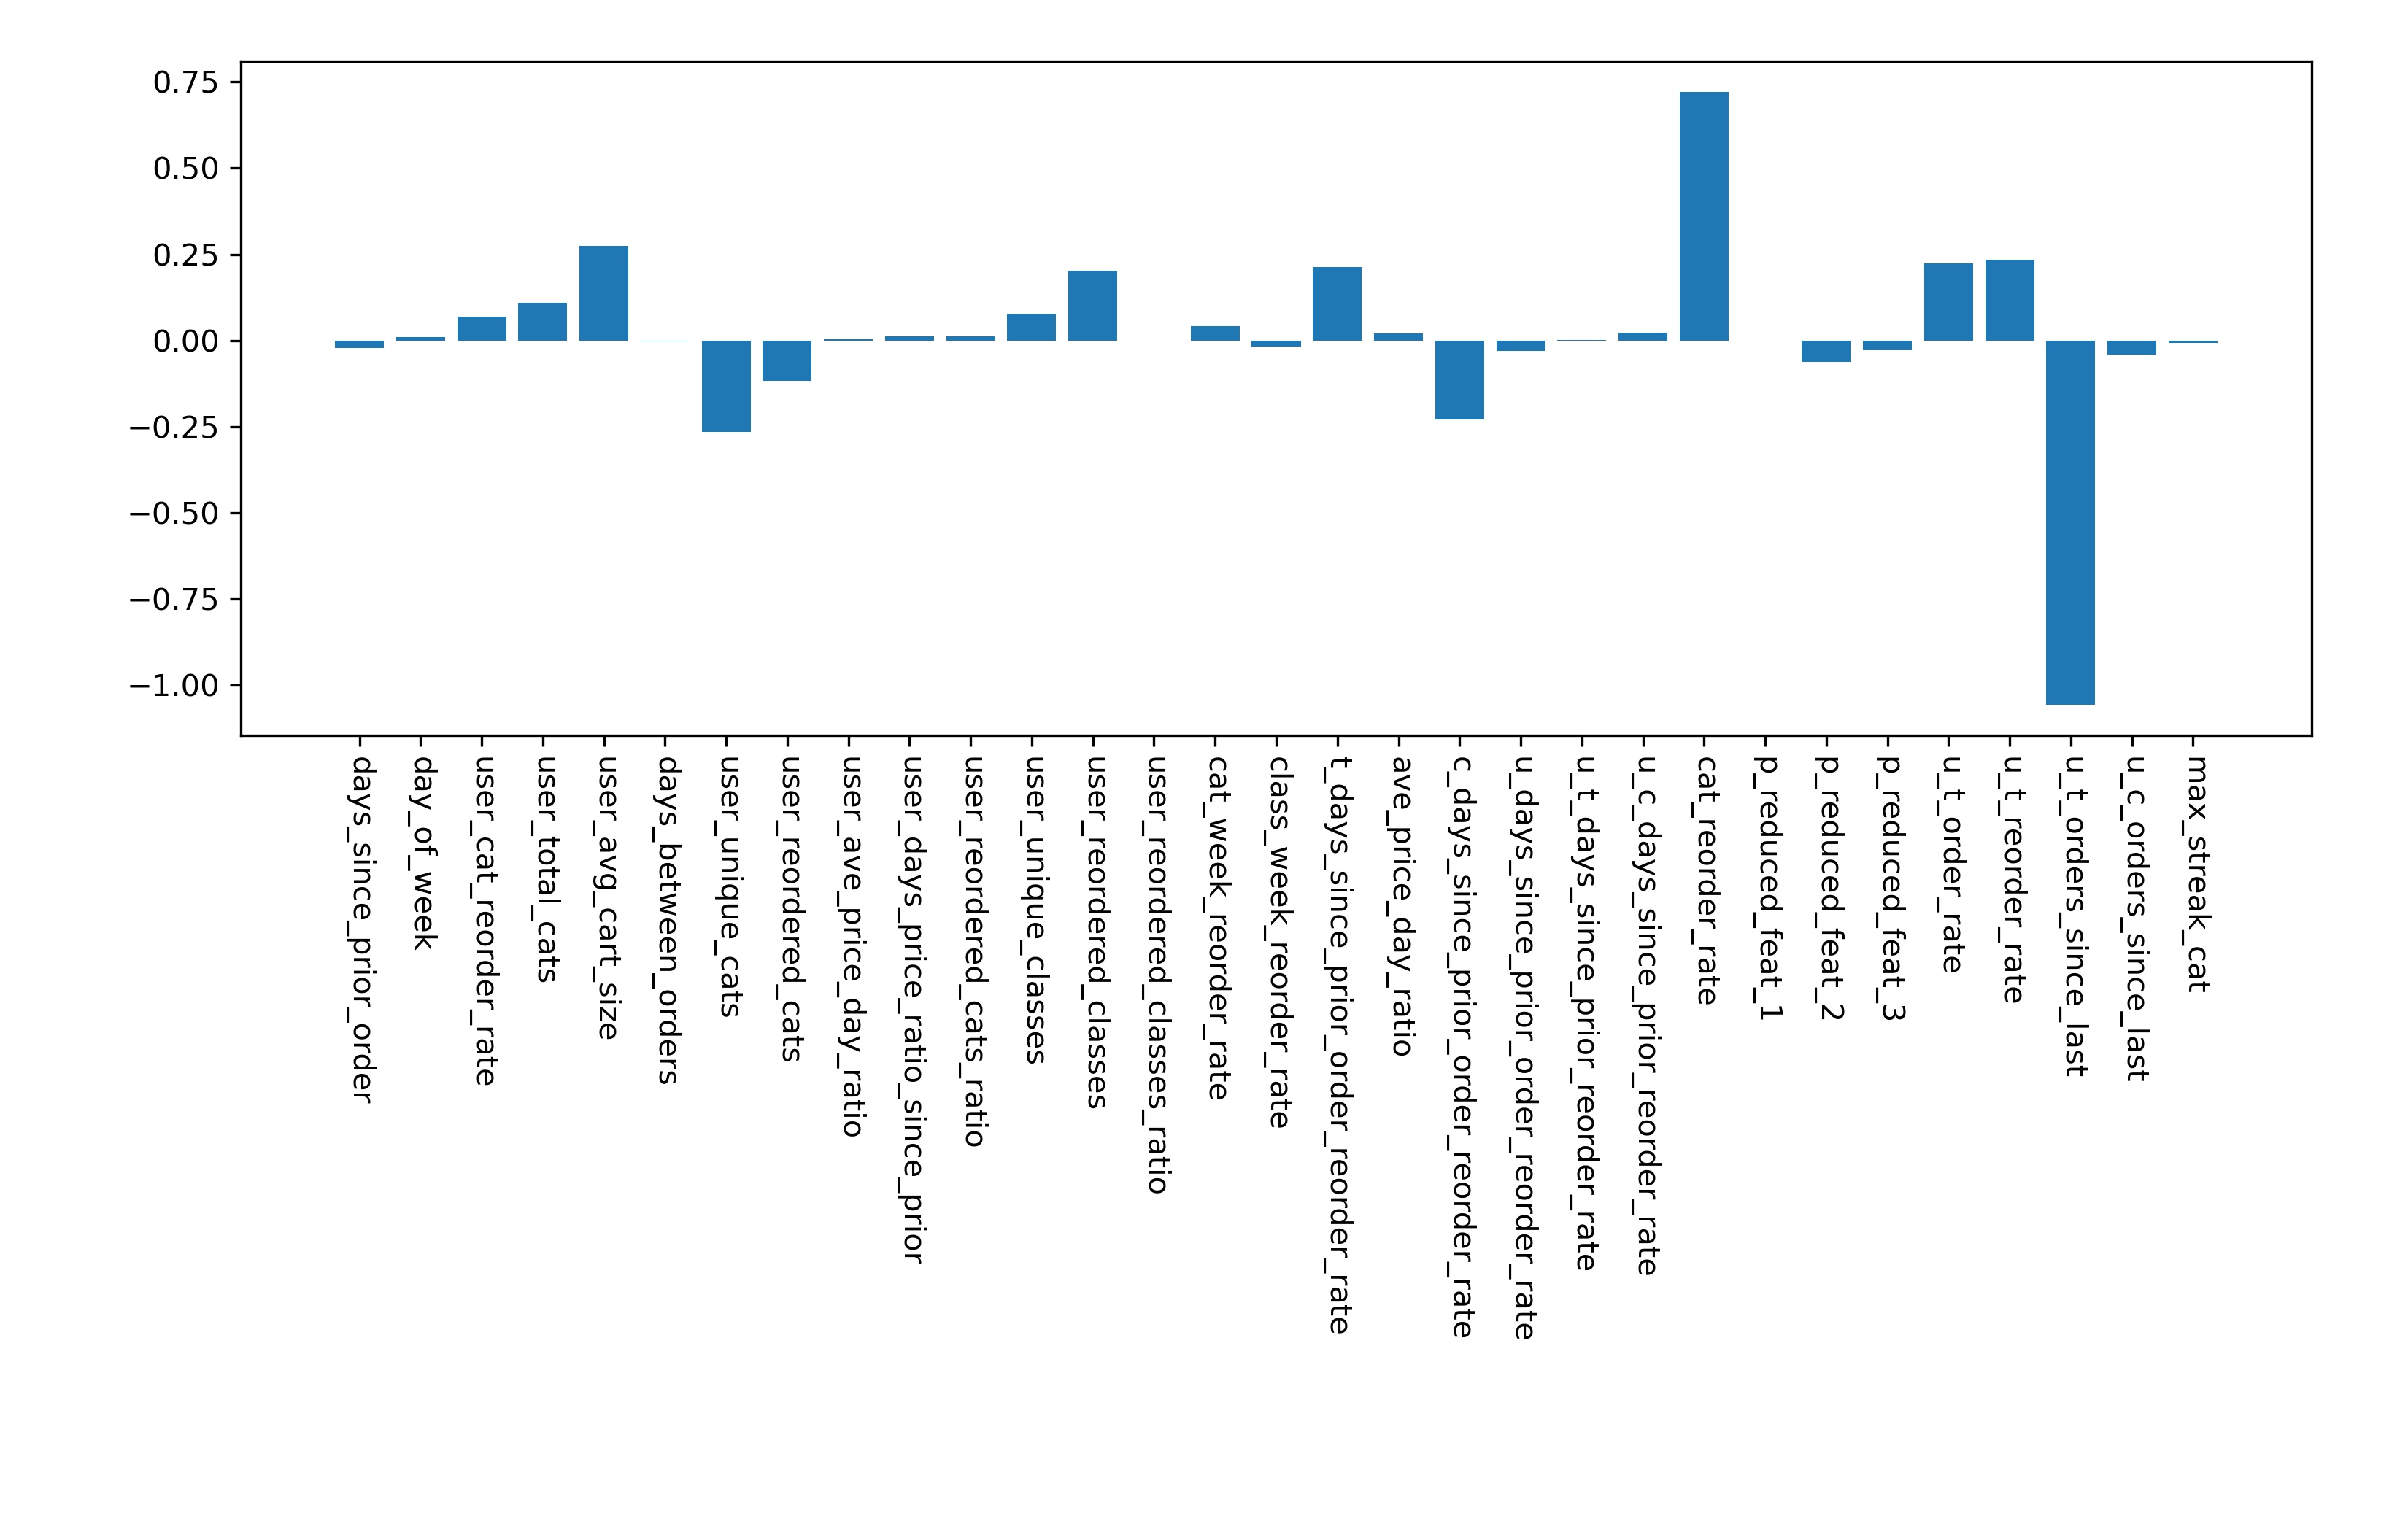 0.75
0.50
0.25
0.00
−0.25
−0.50
−0.75
−1.00
days_since_prior_order
day_of_week
user_cat_reorder_rate
user_total_cats
user_avg_cart_size
days_between_orders
user_unique_cats
user_reordered_cats
user_ave_price_day_ratio
user_days_price_ratio_since_prior
user_reordered_cats_ratio
user_unique_classes
user_reordered_classes
user_reordered_classes_ratio
cat_week_reorder_rate
class_week_reorder_rate
t_days_since_prior_order_reorder_rate
ave_price_day_ratio
c_days_since_prior_order_reorder_rate
u_days_since_prior_order_reorder_rate
u_t_days_since_prior_reorder_rate
u_c_days_since_prior_reorder_rate
cat_reorder_rate
p_reduced_feat_1
p_reduced_feat_2
p_reduced_feat_3
u_t_order_rate
u_t_reorder_rate
u_t_orders_since_last
u_c_orders_since_last
max_streak_cat